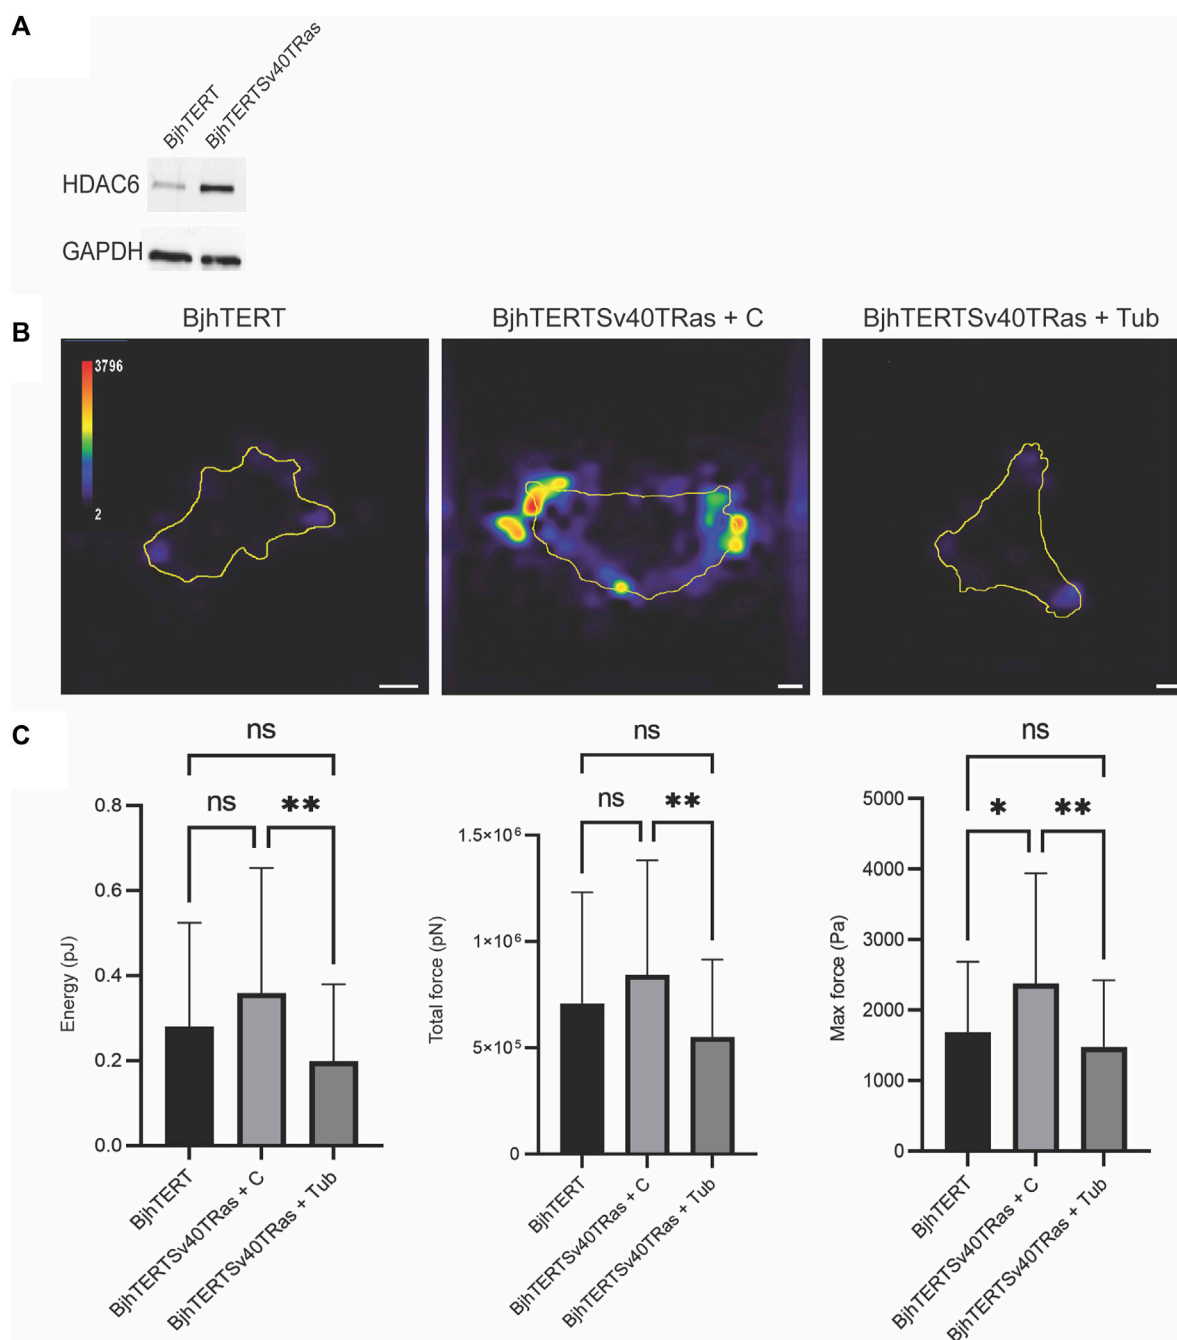 A
BjhTERT
BjhTERTSv40TRas
HDAC6
GAPDH
B
BjhTERT
BjhTERTSv40TRas + C
BjhTERTSv40TRas + Tub
3796
2
C
ns
ns
**
Energy (pJ)
0.8
0.6
0.4
0.2
0.0
BjhTERT
BjhTERTSv40TRas + C
BjhTERTSv40TRas + Tub
ns
ns
**
Total force (pN)
1.5×10⁶
1×10⁶
5×10⁵
0
BjhTERT
BjhTERTSv40TRas + C
BjhTERTSv40TRas + Tub
ns
*
**
Max force (Pa)
5000
4000
3000
2000
1000
0
BjhTERT
BjhTERTSv40TRas + C
BjhTERTSv40TRas + Tub